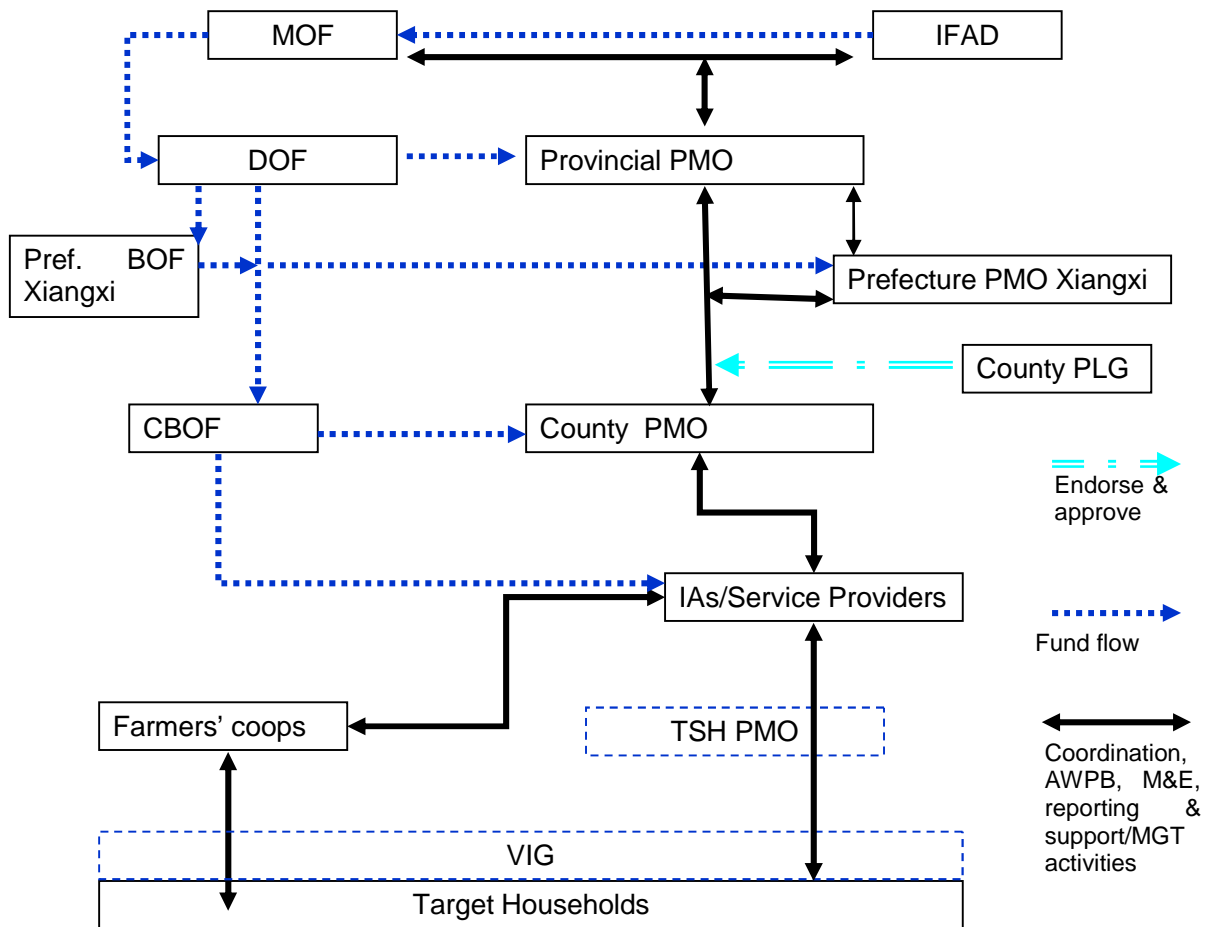 MOF
IFAD
DOF
Provincial PMO
Pref. BOF
Xiangxi
Prefecture PMO Xiangxi
County PLG
CBOF
County PMO
Endorse &
approve
IAs/Service Providers
Fund flow
Farmers’ coops
TSH PMO
Coordination,
AWPB, M&E,
reporting &
support/MGT
activities
VIG
Target Households